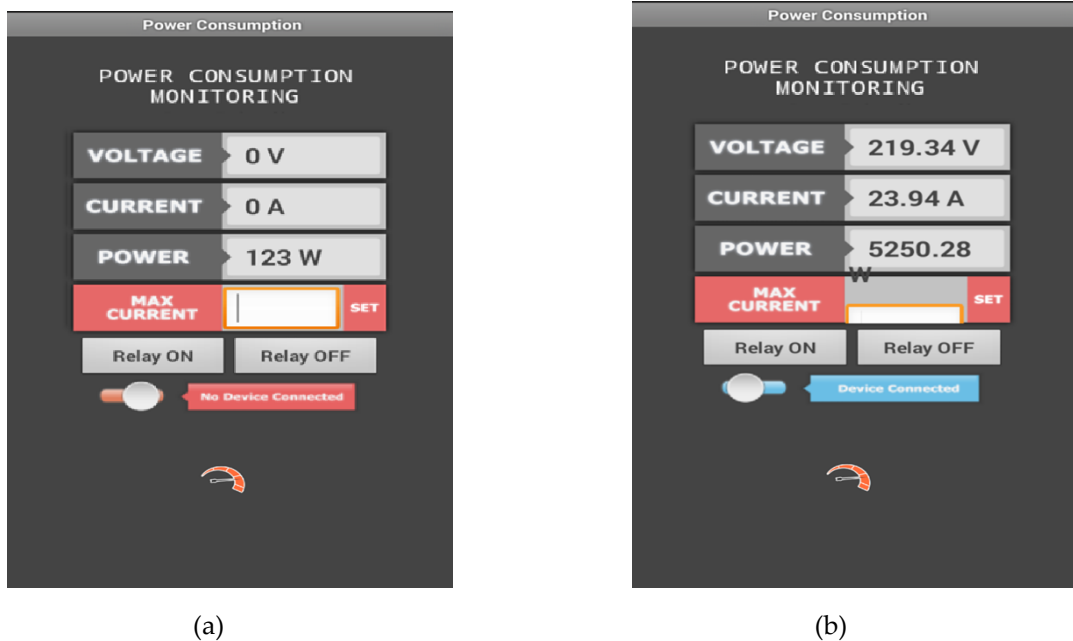 Power Consumption
POWER CONSUMPTION
MONITORING
VOLTAGE 0 V
CURRENT 0 A
POWER 123 W
MAX
CURRENT SET
Relay ON Relay OFF
No Device Connected
(a)
Power Consumption
POWER CONSUMPTION
MONITORING
VOLTAGE 219.34 V
CURRENT 23.94 A
POWER 5250.28
W
MAX
CURRENT SET
Relay ON Relay OFF
Device Connected
(b)